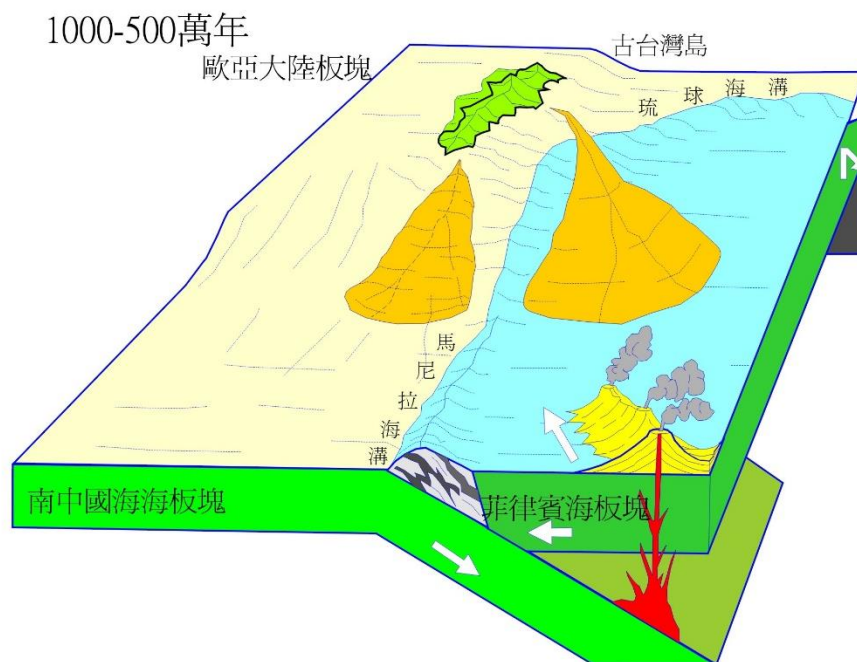 1000-500萬年
歐亞大陸板塊
古台灣島
琉球海溝
馬尼拉海溝
南中國海海板塊
菲律賓海板塊